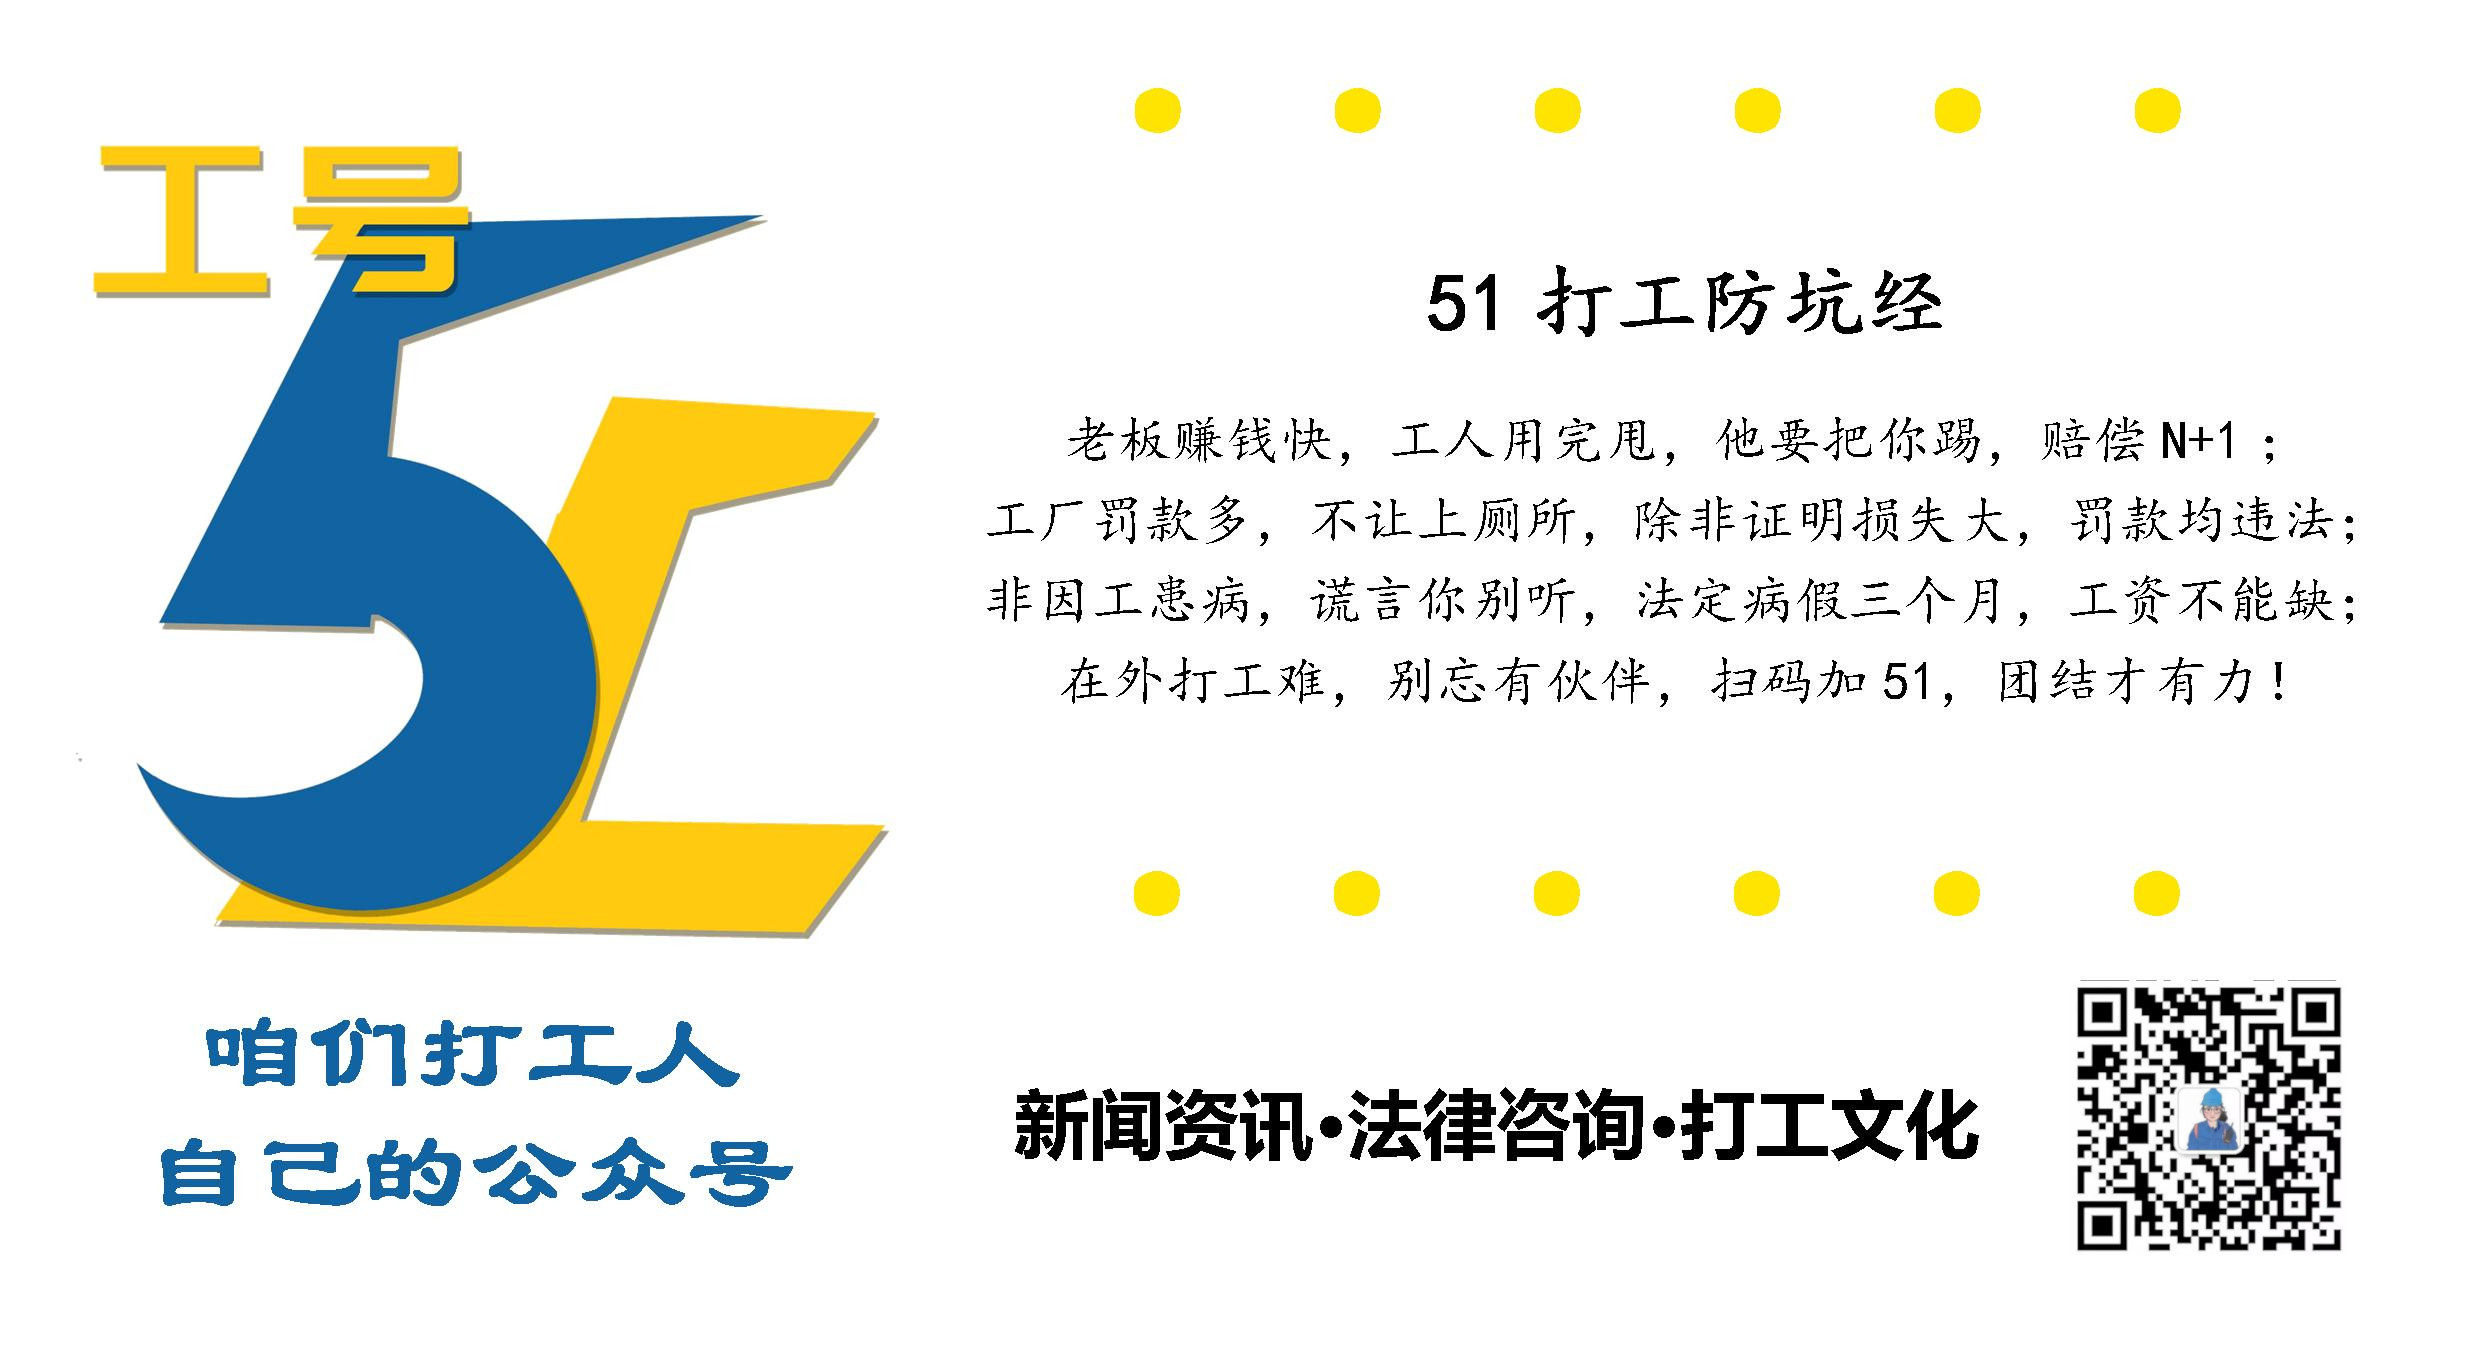 工号
51
咱们打工人
自己的公众号
51 打工防坑经
老板赚钱快，工人用完甩，他要把你踢，赔偿 N+1；
工厂罚款多，不让上厕所，除非证明损失大，罚款均违法；
非因工患病，谎言你别听，法定病假三个月，工资不能缺；
在外打工难，别忘有伙伴，扫码加 51，团结才有力！
新闻资讯·法律咨询·打工文化